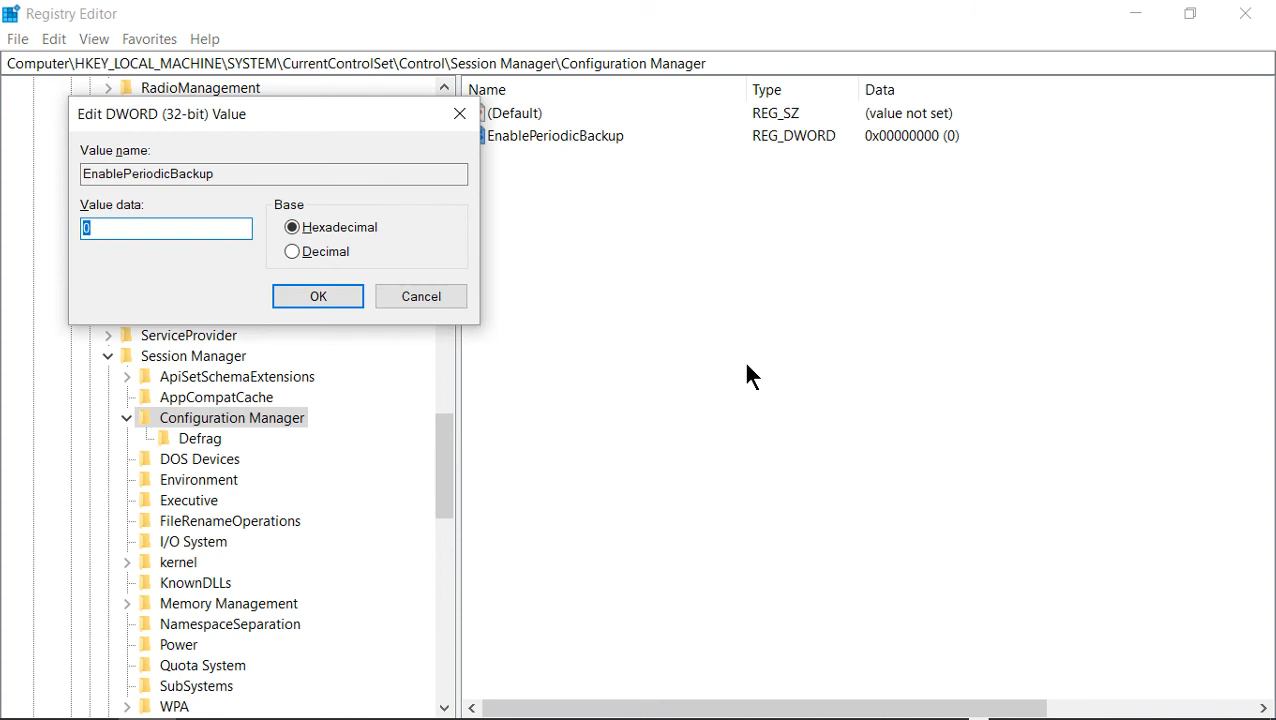 Registry Editor
File Edit View Favorites Help
Computer\HKEY_LOCAL_MACHINE\SYSTEM\CurrentControlSet\Control\Session Manager\Configuration Manager
RadioManagement
Edit DWORD (32-bit) Value
Value name:
EnablePeriodicBackup
Value data:
0
Base
Hexadecimal
Decimal
OK Cancel
ServiceProvider
Session Manager
ApiSetSchemaExtensions
AppCompatCache
Configuration Manager
Defrag
DOS Devices
Environment
Executive
FileRenameOperations
I/O System
kernel
KnownDLLs
Memory Management
NamespaceSeparation
Power
Quota System
SubSystems
WPA
Name Type Data
(Default) REG_SZ (value not set)
EnablePeriodicBackup REG_DWORD 0x00000000 (0)